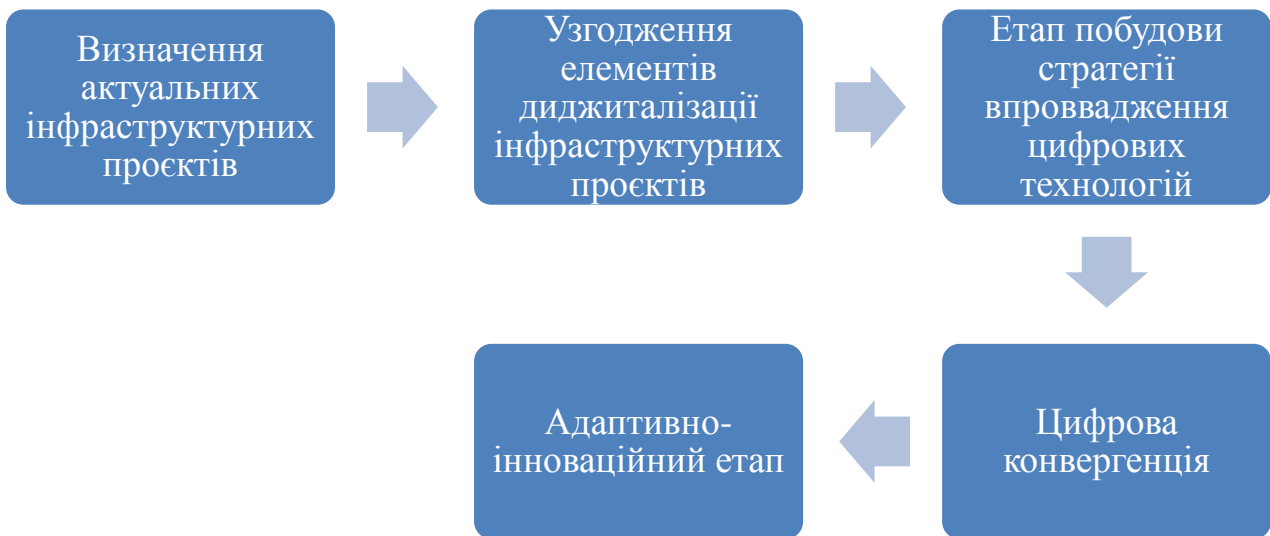 Визначення
актуальних
інфраструктурних
проєктів
Узгодження
елементів
диджиталізації
інфраструктурних
проєктів
Етап побудови
стратегії
впроввадження
цифрових
технологій
Адаптивно-
інноваційний етап
Цифрова
конвергенція